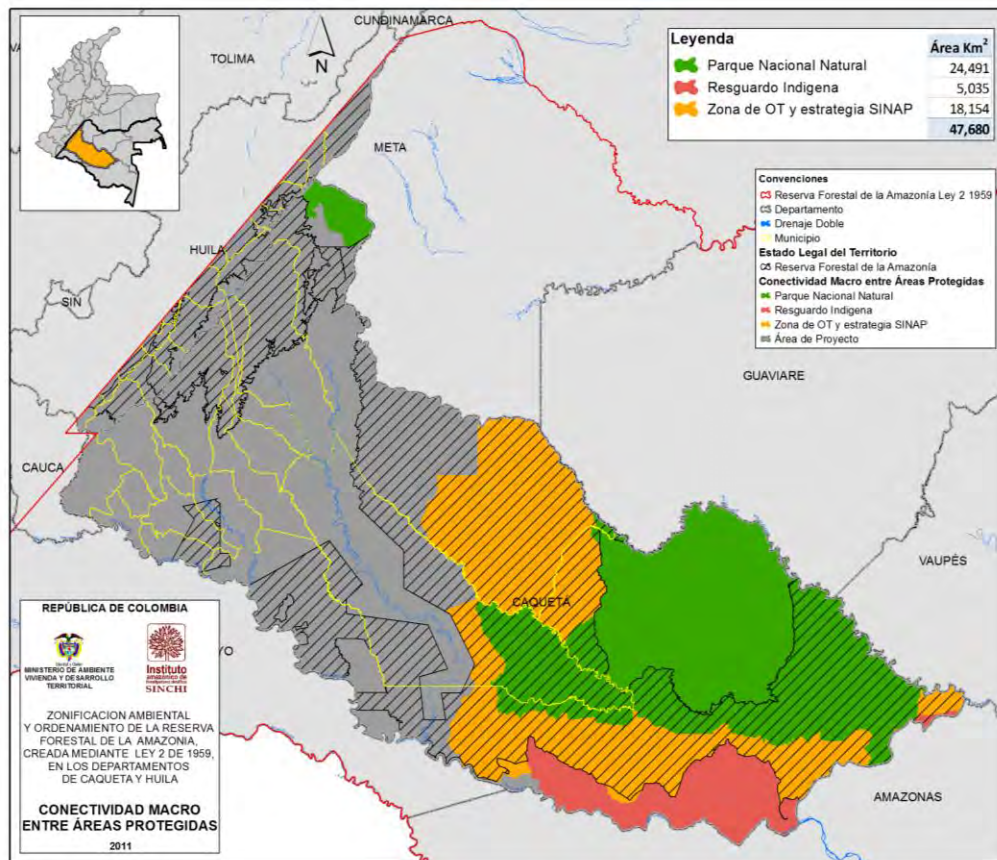 CUNDINAMARCA
TOLIMA
N
META
HUILA
SIN
CAUCA
GUAVIARE
VAUPÈS
CAQUETÁ
AMAZONAS
YO
Leyenda
Área Km²
Parque Nacional Natural 24,491
Resguardo Indigena 5,035
Zona de OT y estrategia SINAP 18,154
47,680
Convenciones
Reserva Forestal de la Amazonía Ley 2 1959
Departamento
Drenaje Doble
Municipio
Estado Legal del Territorio
Reserva Forestal de la Amazonía
Conectividad Macro entre Áreas Protegidas
Parque Nacional Natural
Resguardo Indigena
Zona de OT y estrategia SINAP
Área de Proyecto
REPÚBLICA DE COLOMBIA
MINISTERIO DE AMBIENTE
VIVIENDA Y DESARROLLO
TERRITORIAL
Instituto
SINCHI
ZONIFICACION AMBIENTAL
Y ORDENAMIENTO DE LA RESERVA
FORESTAL DE LA AMAZONIA,
CREADA MEDIANTE LEY 2 DE 1959,
EN LOS DEPARTAMENTOS
DE CAQUETA Y HUILA
CONECTIVIDAD MACRO
ENTRE ÁREAS PROTEGIDAS
2011